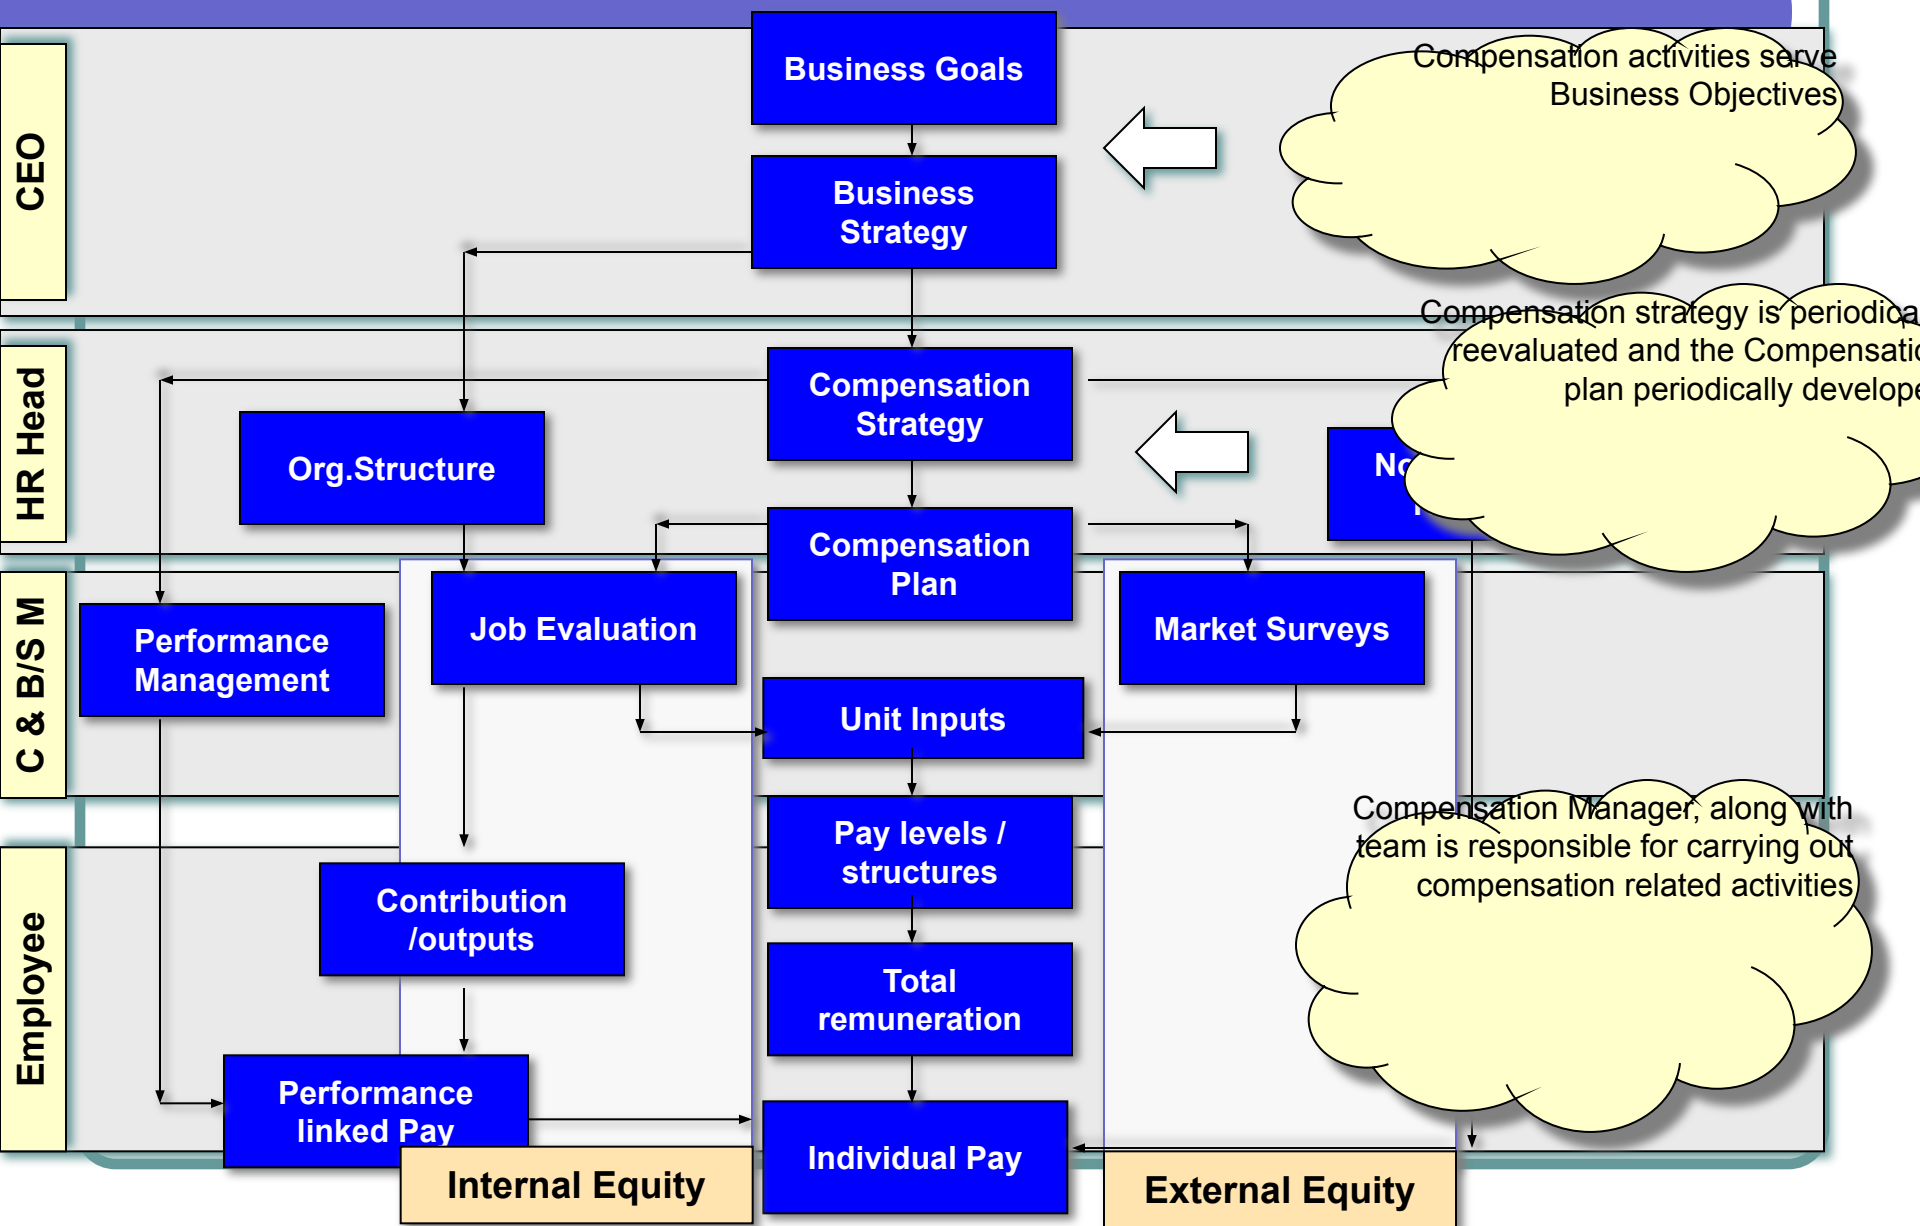 Business Goals
Compensation activities serve
Business Objectives
CEO
Business
Strategy
Compensation strategy is
reevaluated and the
plan periodically
HR Head
Compensation
Strategy
Org.Structure
Compensation
Plan
C & B/S M
Performance
Management
Job Evaluation
Market Surveys
Unit Inputs
Pay levels /
structures
Compensation Manager, along with
team is responsible for carrying out
compensation related activities
Employee
Contribution
/outputs
Total
remuneration
Performance
linked Pay
Individual Pay
Internal Equity
External Equity